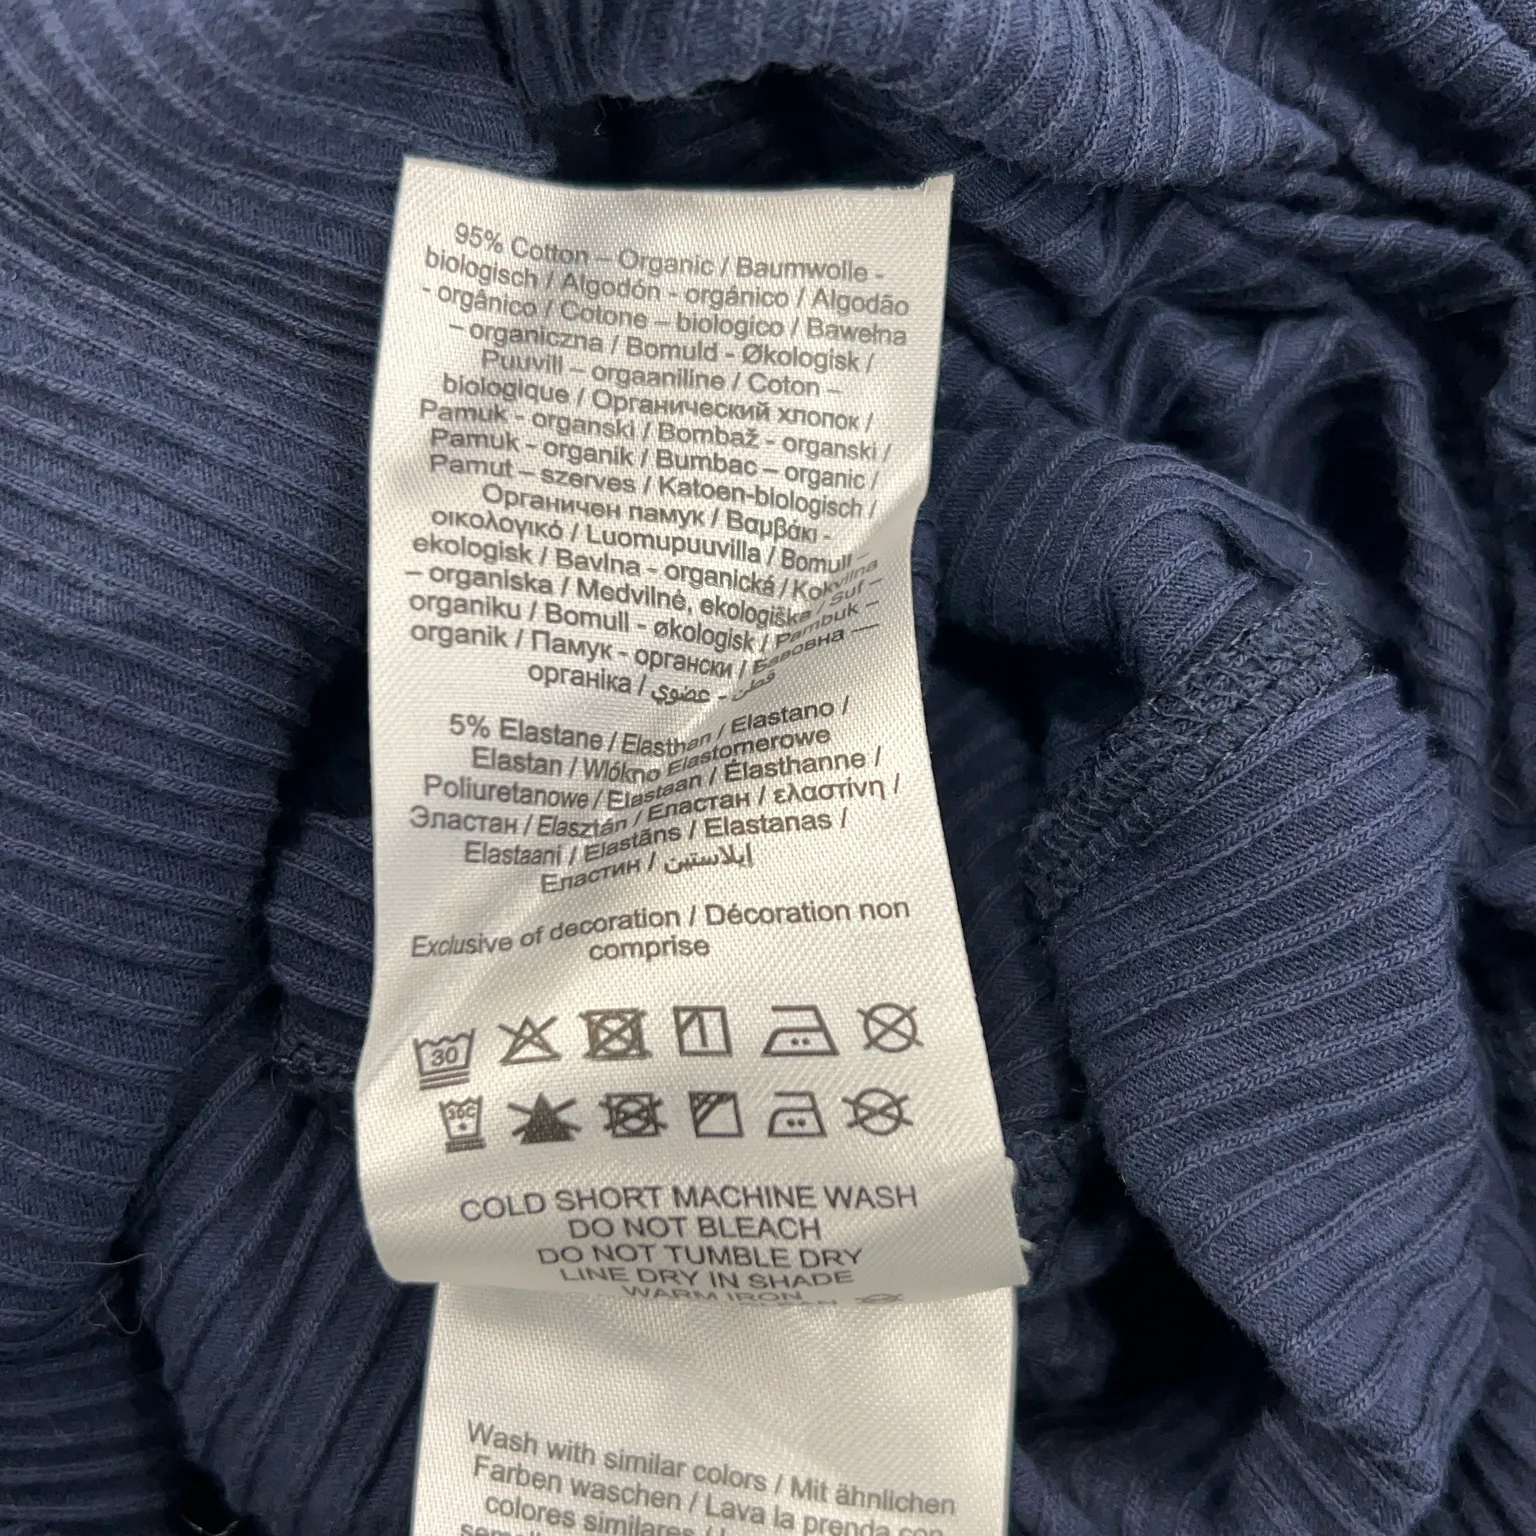 95% Cotton – Organic / Baumwolle -
biologisch / Algodón - orgánico / Algodão
- orgânico / Cotone – biologico / Bawełna
– organiczna / Bomuld - Økologisk /
Puuvill – orgaaniline / Coton –
biologique / Органический хлопок /
Pamuk - organski / Bombaž - organski /
Pamuk - organik / Bumbac – organic /
Pamut – szerves / Katoen-biologisch /
Органичен памук / Βαμβάκι -
οικολογικό / Luomupuuvilla / Bomull –
ekologisk / Bavlna - organická / Kokvilna
– organiska / Medvilnė, ekologiška / Suf –
organiku / Bomull - økologisk / Pambuk –
organik / Памук - органски / Бавовна —
органіка / قطن - عضوي
5% Elastane / Elasthan / Elastano /
Elastan / Włókno Elastomerowe
Poliuretanowe / Elastaan / Élasthanne /
Эластан / Elasztán / Еластан / ελαστίνη /
Elastaani / Elastāns / Elastanas /
Еластин / إيلاستين
Exclusive of decoration / Décoration non
comprise
30
COLD SHORT MACHINE WASH
DO NOT BLEACH
DO NOT TUMBLE DRY
LINE DRY IN SHADE
WARM IRON
Wash with similar colors / Mit ähnlichen
Farben waschen / Lava la prenda con
colores similares /